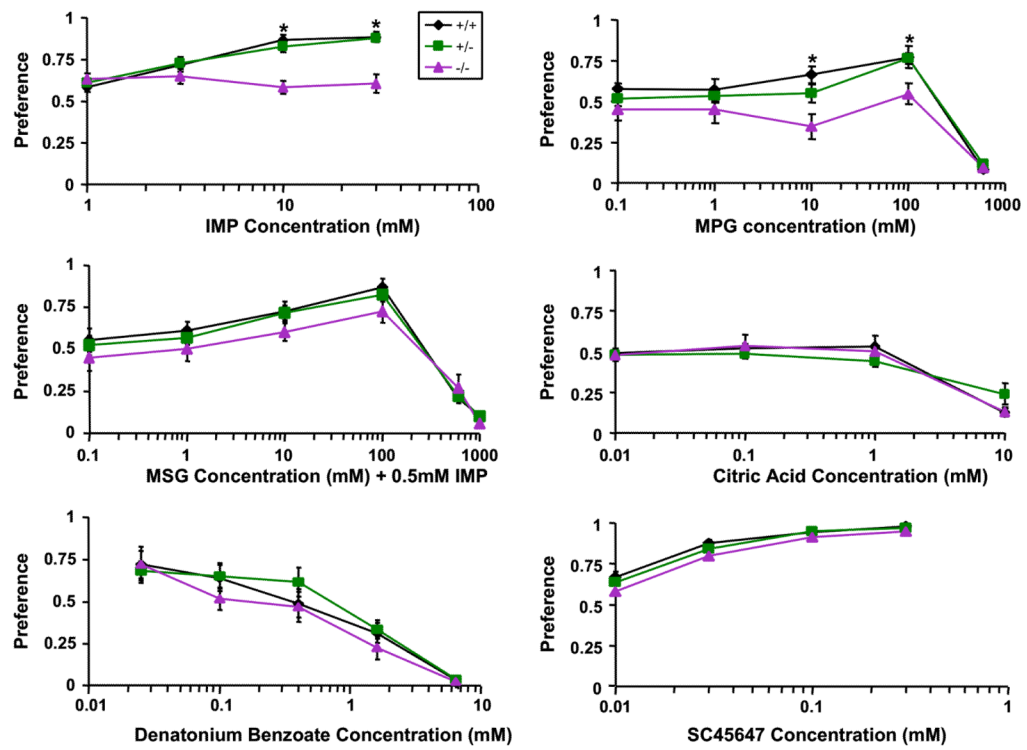 1
0.75
0.5
0.25
0
Preference
* *
+/+
+/-
-/-
1 10 100
IMP Concentration (mM)
1
0.75
0.5
0.25
0
Preference
* *
0.1 1 10 100 1000
MPG concentration (mM)
1
0.75
0.5
0.25
0
Preference
0.1 1 10 100 1000
MSG Concentration (mM) + 0.5mM IMP
1
0.75
0.5
0.25
0
Preference
0.01 0.1 1 10
Citric Acid Concentration (mM)
1
0.75
0.5
0.25
0
Preference
0.01 0.1 1 10
Denatonium Benzoate Concentration (mM)
1
0.75
0.5
0.25
0
Preference
0.01 0.1 1
SC45647 Concentration (mM)